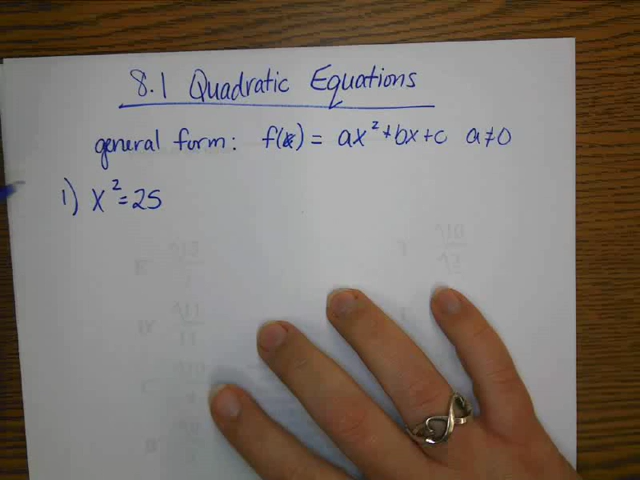 8.1 Quadratic Equations
general form: f(x) = ax²+bx+c a≠0
1) x²=25